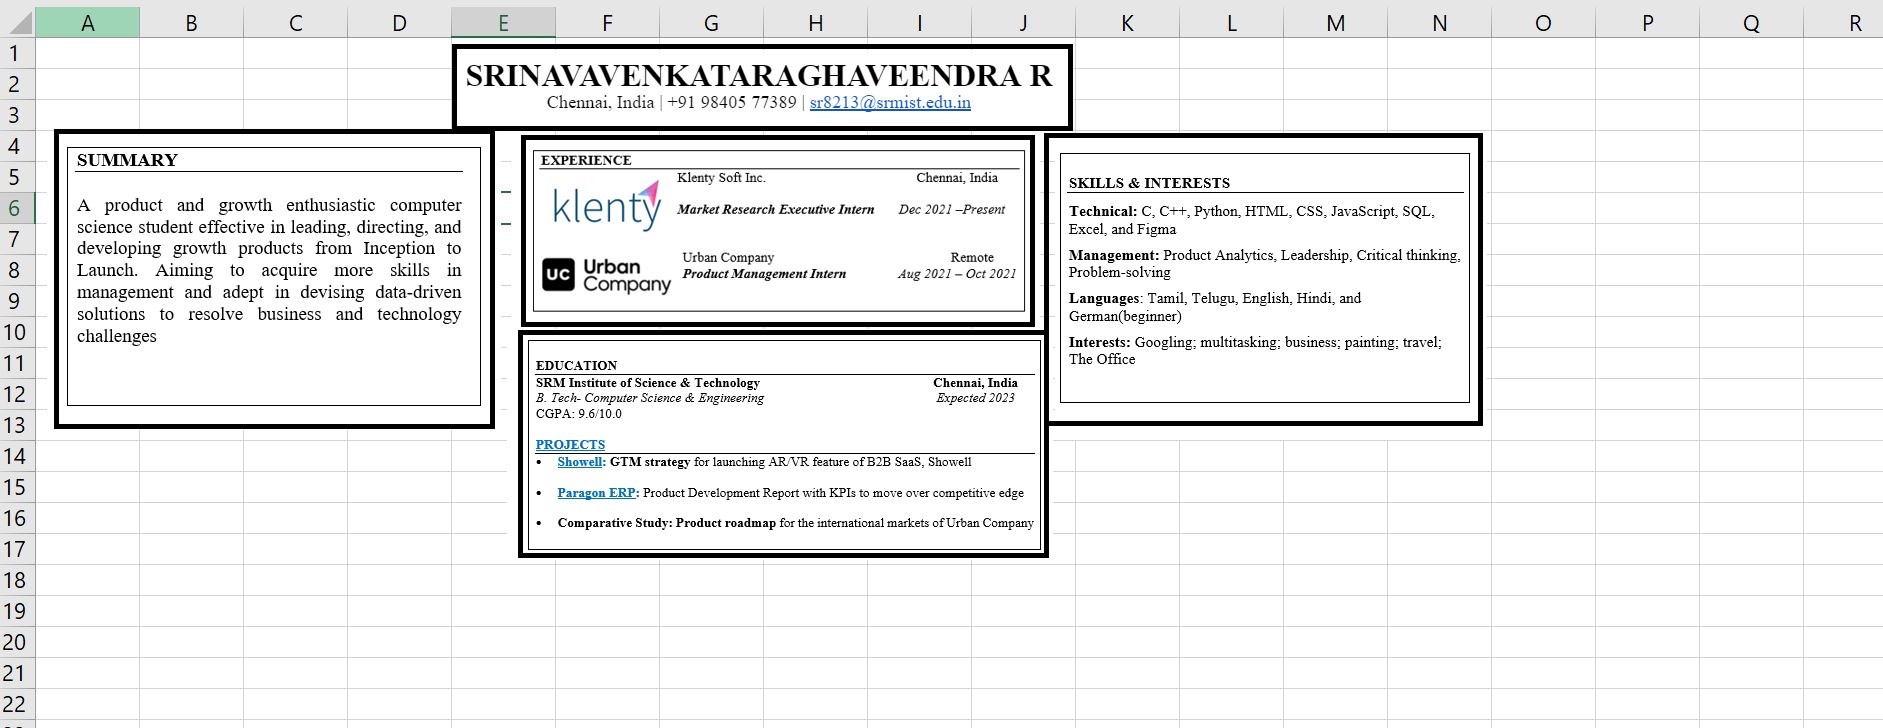 A B C D E F G H I J K L M N O P Q R
1
2
3
4
5
6
7
8
9
10
11
12
13
14
15
16
17
18
19
20
21
22
SRINAVAVENKATARAGHAVEENDRA R
Chennai, India | +91 98405 77389 | sr8213@srmist.edu.in
SUMMARY
A product and growth enthusiastic computer
science student effective in leading, directing, and
developing growth products from Inception to
Launch. Aiming to acquire more skills in
management and adept in devising data-driven
solutions to resolve business and technology
challenges
EXPERIENCE
klenty
Klenty Soft Inc. Chennai, India
Market Research Executive Intern Dec 2021 –Present
UC Urban
Company
Urban Company Remote
Product Management Intern Aug 2021 – Oct 2021
EDUCATION
SRM Institute of Science & Technology Chennai, India
B. Tech- Computer Science & Engineering Expected 2023
CGPA: 9.6/10.0
PROJECTS
• Showell: GTM strategy for launching AR/VR feature of B2B SaaS, Showell
• Paragon ERP: Product Development Report with KPIs to move over competitive edge
• Comparative Study: Product roadmap for the international markets of Urban Company
SKILLS & INTERESTS
Technical: C, C++, Python, HTML, CSS, JavaScript, SQL,
Excel, and Figma
Management: Product Analytics, Leadership, Critical thinking,
Problem-solving
Languages: Tamil, Telugu, English, Hindi, and
German(beginner)
Interests: Googling; multitasking; business; painting; travel;
The Office